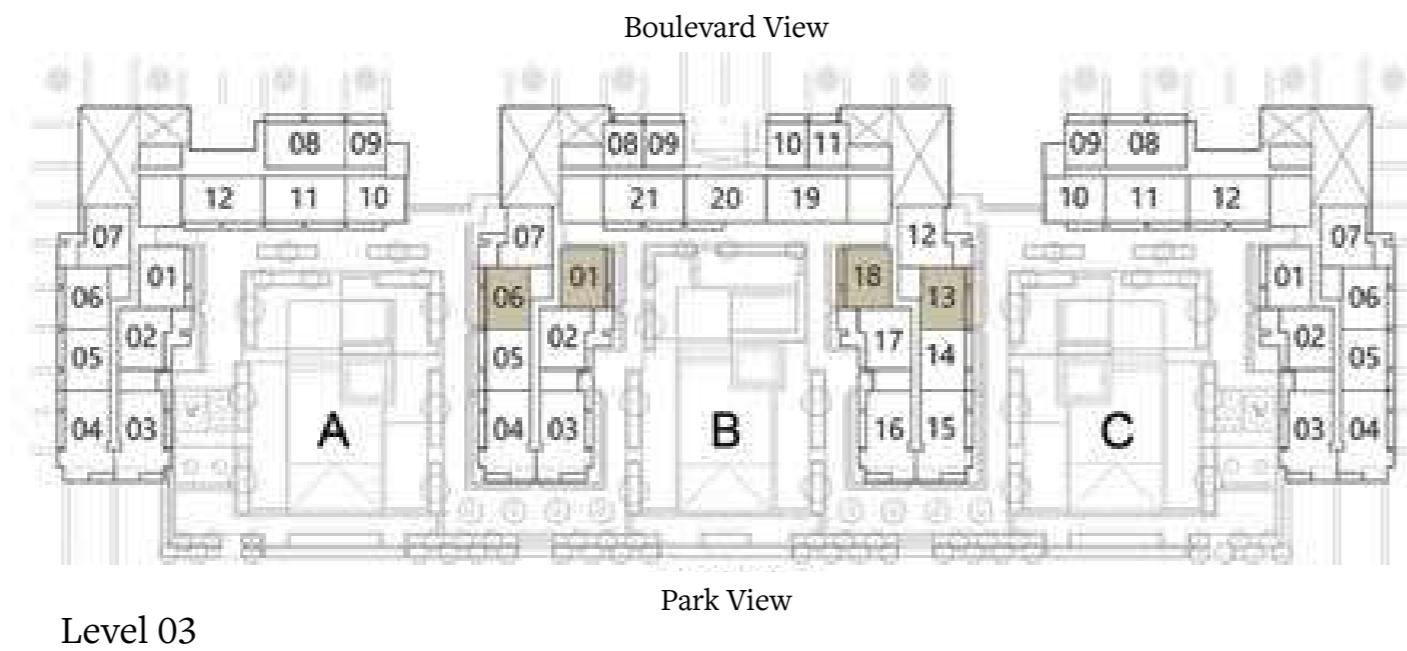 Boulevard View
08 09 08 09 10 11 09 08
12 11 10 21 20 19 10 11 12
07 07 12 07
01 01 18 01
06 06 13 06
02 02 17 02
05 05 14 05
04 03 A 04 03 B 16 15 C 03 04
Park View
Level 03